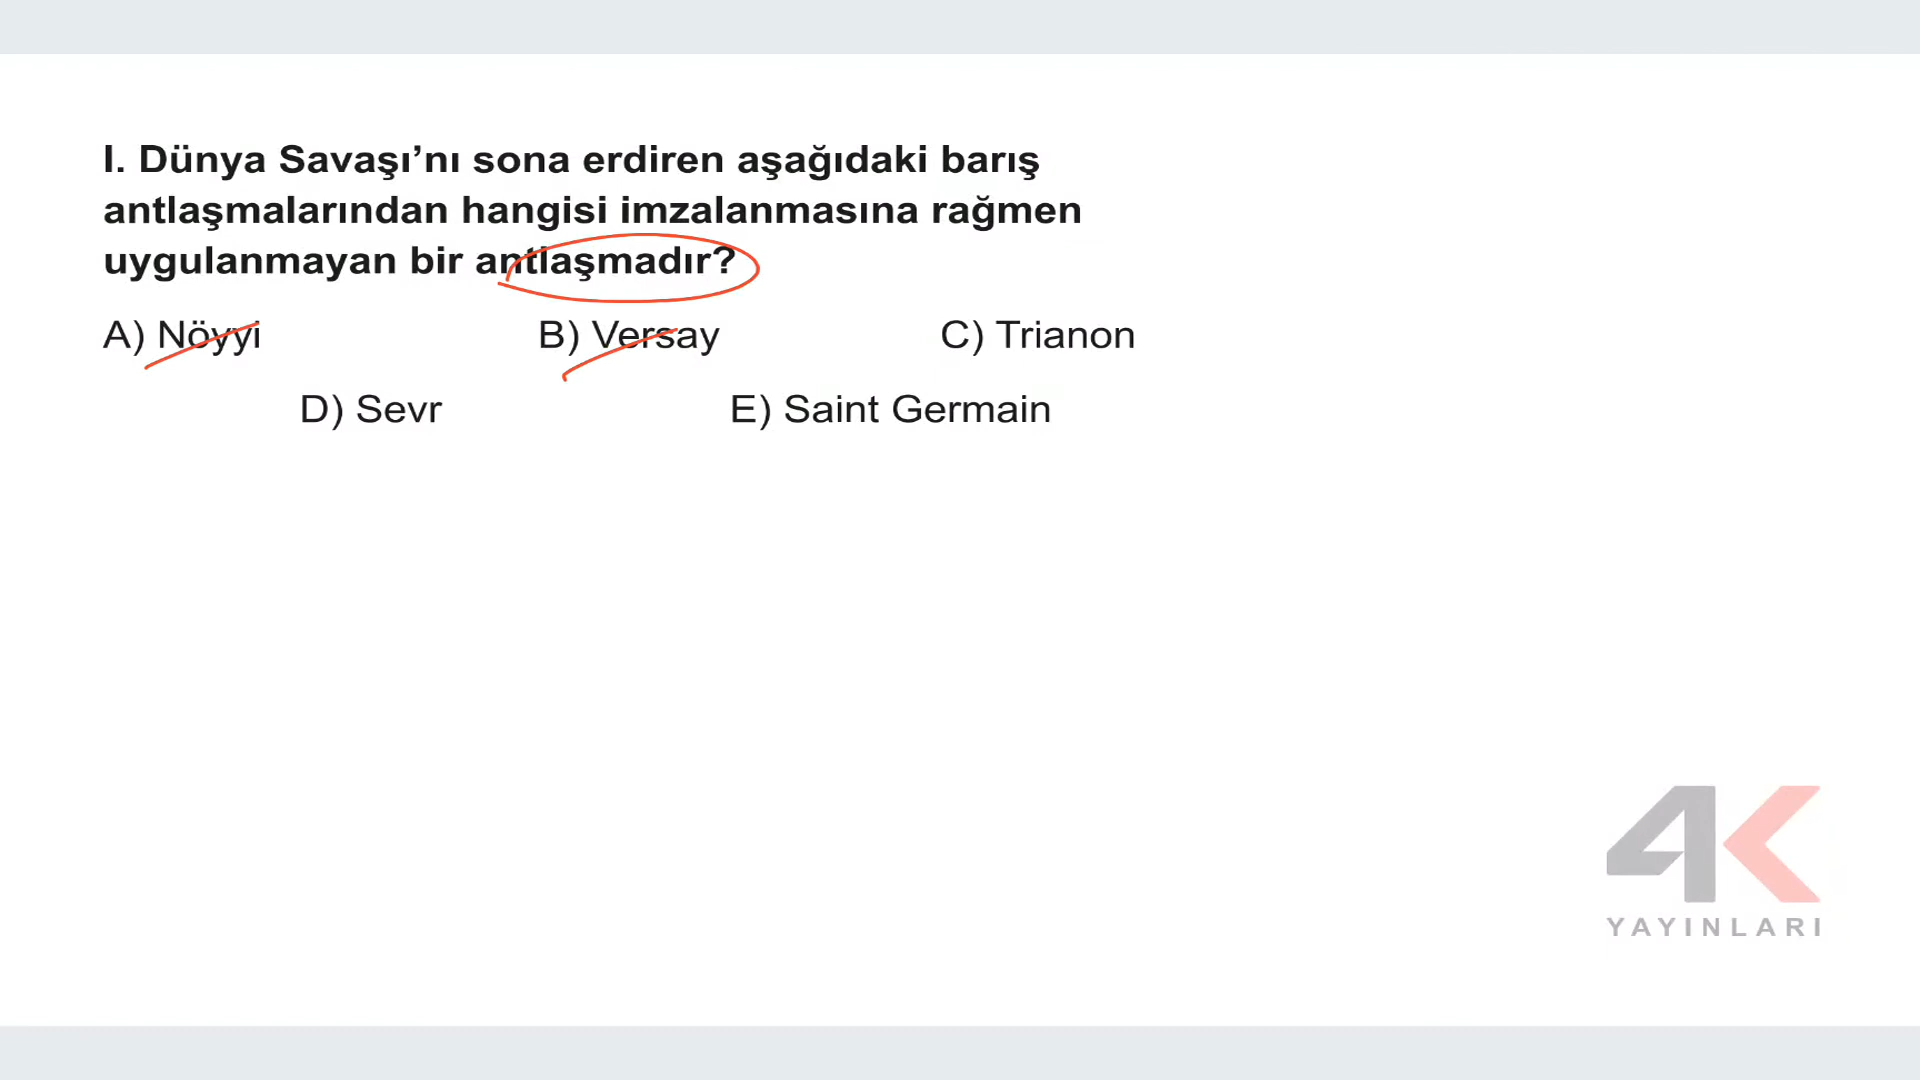 I. Dünya Savaşı’nı sona erdiren aşağıdaki barış
antlaşmalarından hangisi imzalanmasına rağmen
uygulanmayan bir antlaşmadır?
A) Nöyyi B) Versay C) Trianon
D) Sevr E) Saint Germain
4K
YAYINLARI